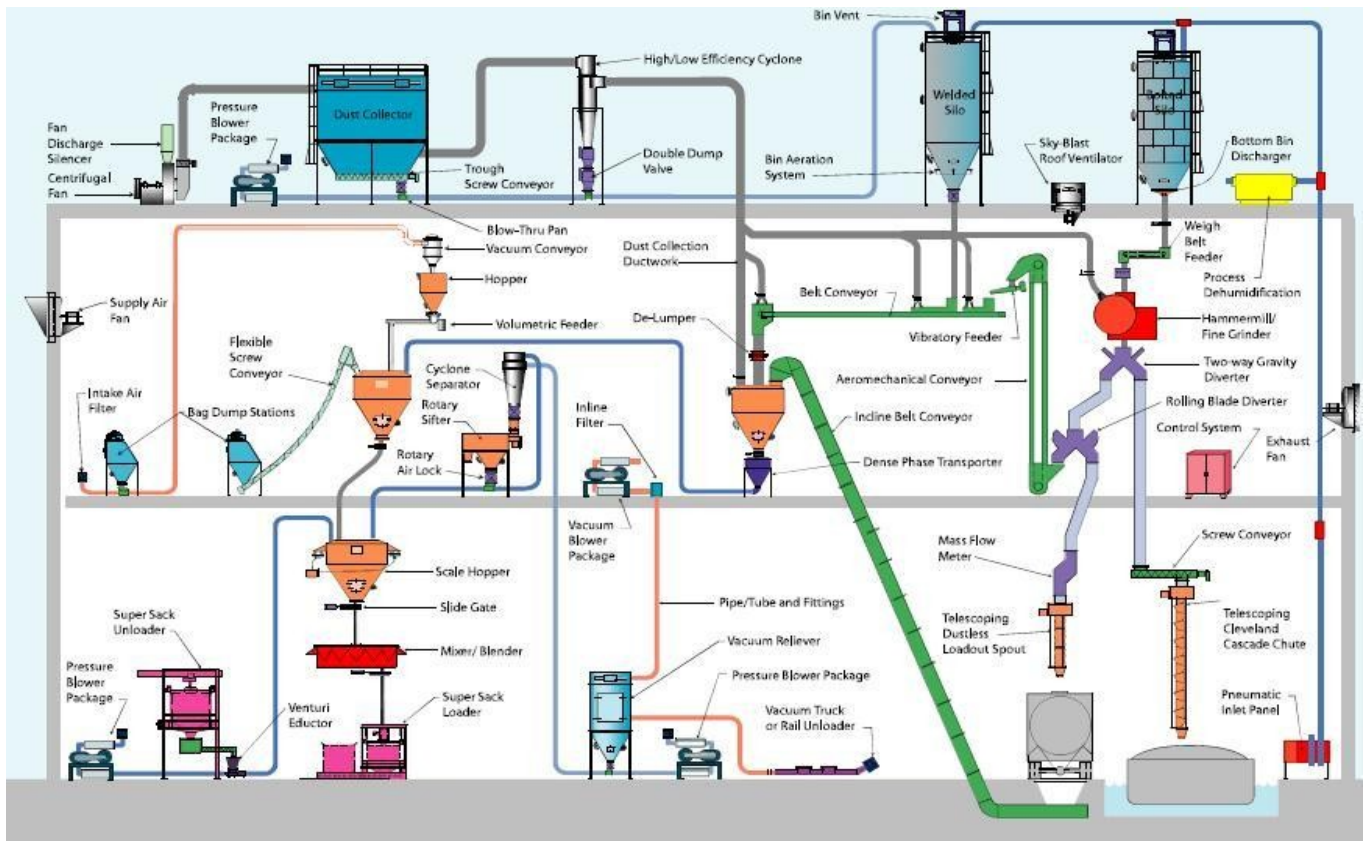 Bin Vent
High/Low Efficiency Cyclone
Welded
Silo
Bolted
Silo
Dust Collector
Pressure
Blower
Package
Fan
Discharge
Silencer
Centrifugal
Fan
Trough
Screw Conveyor
Double Dump
Valve
Bin Aeration
System
Sky-Blast
Roof Ventilator
Bottom Bin
Discharger
Blow-Thru Pan
Vacuum Conveyor
Hopper
Dust Collection
Ductwork
Weigh
Belt
Feeder
Process
Dehumidification
Supply Air
Fan
Volumetric Feeder
Belt Conveyor
De-Lumper
Vibratory Feeder
Hammermill/
Fine Grinder
Flexible
Screw
Conveyor
Cyclone
Separator
Aeromechanical Conveyor
Two-way Gravity
Diverter
Intake Air
Filter
Bag Dump Stations
Rotary
Sifter
Inline
Filter
Incline Belt Conveyor
Rolling Blade Diverter
Control System
Exhaust
Fan
Rotary
Air Lock
Dense Phase Transporter
Vacuum
Blower
Package
Mass Flow
Meter
Screw Conveyor
Scale Hopper
Slide Gate
Pipe/Tube and Fittings
Super Sack
Unloader
Telescoping
Dustless
Loadout Spout
Telescoping
Cleveland
Cascade Chute
Mixer/ Blender
Vacuum Reliever
Pressure
Blower
Package
Pressure Blower Package
Super Sack
Loader
Venturi
Eductor
Vacuum Truck
or Rail Unloader
Pneumatic
Inlet Panel